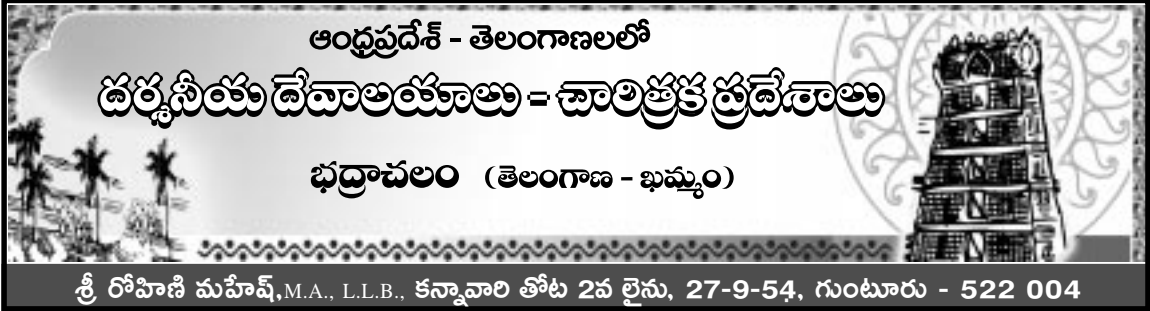 ఆంధ్రప్రదేశ్ - తెలంగాణలలో
దర్శనీయ దేవాలయాలు - చారిత్రక ప్రదేశాలు
భద్రాచలం (తెలంగాణ - ఖమ్మం)
శ్రీ రోహిణి మహేష్,M.A., L.L.B., కన్నావారి తోట 2వ లైను, 27-9-54, గుంటూరు - 522 004